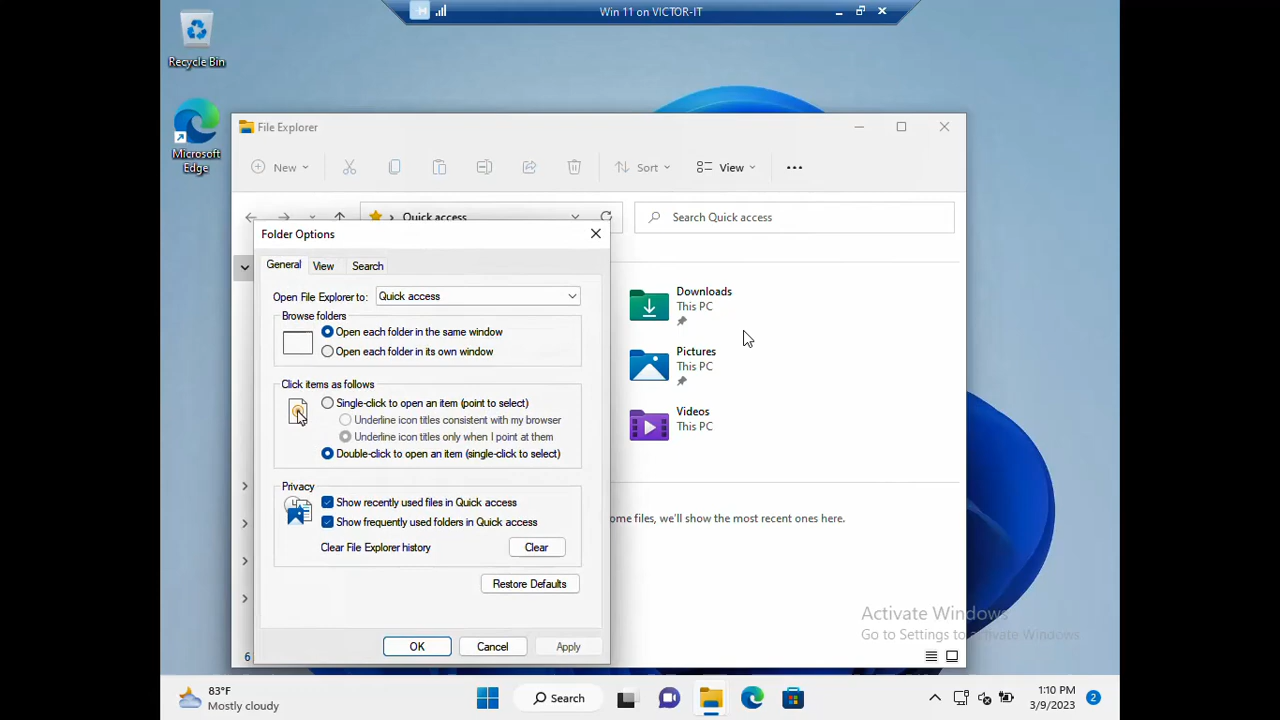 Win 11 on VICTOR-IT
Recycle Bin
Microsoft
Edge
File Explorer
New
Sort
View
Quick access
Search Quick access
Folder Options
General
View
Search
Open File Explorer to:
Quick access
Browse folders
Open each folder in the same window
Open each folder in its own window
Click items as follows
Single-click to open an item (point to select)
Underline icon titles consistent with my browser
Underline icon titles only when I point at them
Double-click to open an item (single-click to select)
Privacy
Show recently used files in Quick access
Show frequently used folders in Quick access
Clear File Explorer history
Clear
Restore Defaults
OK
Cancel
Apply
Downloads
This PC
Pictures
This PC
Videos
This PC
ome files, we'll show the most recent ones here.
6
Activate Windows
Go to Settings to activate Windows.
83°F
Mostly cloudy
Search
1:10 PM
3/9/2023
2